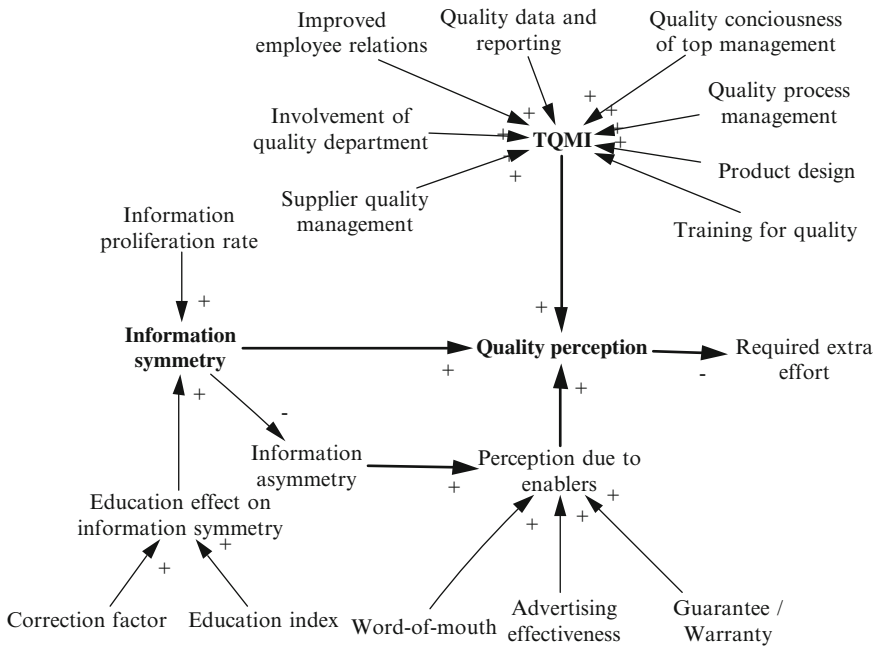 Improved
employee relations
Quality data and
reporting
Quality conciousness
of top management
Involvement of
quality department
Quality process
management
TQMI
Supplier quality
management
Product design
Training for quality
+
+
+
+
+
+
+
+
Information
proliferation rate
+
+
Information
symmetry
Quality perception
Required extra
effort
+
-
+
+
-
Information
asymmetry
Perception due to
enablers
+
Education effect on
information symmetry
+
+
+
+
+
Correction factor
Education index
Word-of-mouth
Advertising
effectiveness
Guarantee /
Warranty